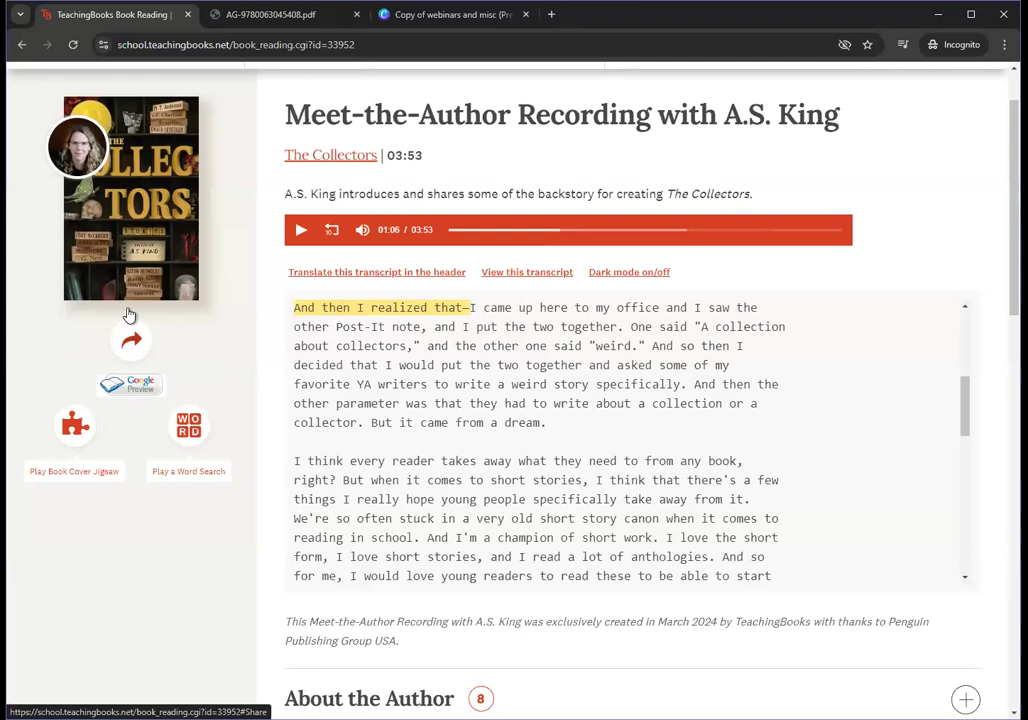 TeachingBooks Book Reading |
AG-9780063045408.pdf
Copy of webinars and misc (Pre
school.teachingbooks.net/book_reading.cgi?id=33952
Incognito
THE
COLLEC
TORS
STORIES
A.S. KING
Google
Preview
WORD
Play Book Cover Jigsaw
Play a Word Search
Meet-the-Author Recording with A.S. King
The Collectors | 03:53
A.S. King introduces and shares some of the backstory for creating The Collectors.
10
01:06 / 03:53
Translate this transcript in the header View this transcript Dark mode on/off
And then I realized that—I came up here to my office and I saw the
other Post-It note, and I put the two together. One said "A collection
about collectors," and the other one said "weird." And so then I
decided that I would put the two together and asked some of my
favorite YA writers to write a weird story specifically. And then the
other parameter was that they had to write about a collection or a
collector. But it came from a dream.
I think every reader takes away what they need to from any book,
right? But when it comes to short stories, I think that there's a few
things I really hope young people specifically take away from it.
We're so often stuck in a very old short story canon when it comes to
reading in school. And I'm a champion of short work. I love the short
form, I love short stories, and I read a lot of anthologies. And so
for me, I would love young readers to read these to be able to start
This Meet-the-Author Recording with A.S. King was exclusively created in March 2024 by TeachingBooks with thanks to Penguin
Publishing Group USA.
About the Author 8
https://school.teachingbooks.net/book_reading.cgi?id=33952#Share